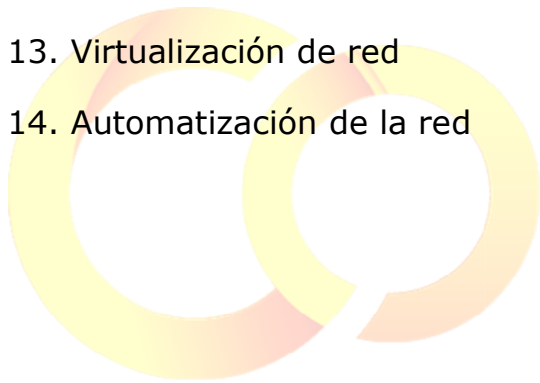 13. Virtualización de red
14. Automatización de la red